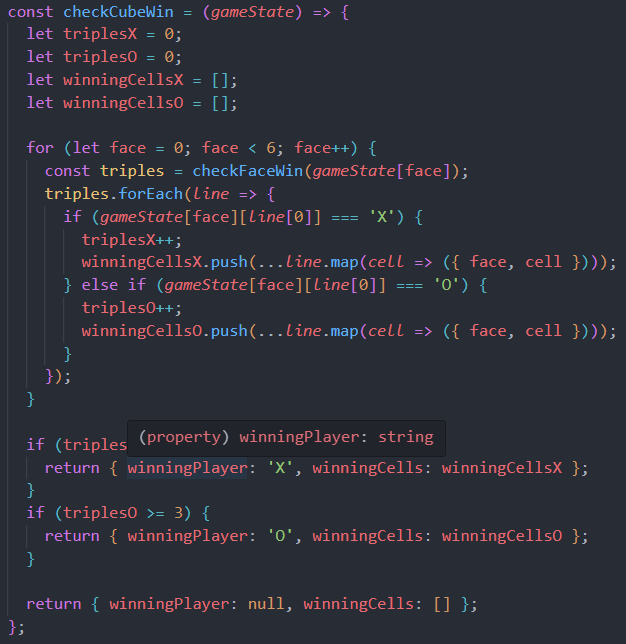 const checkCubeWin = (gameState) => {
  let triplesX = 0;
  let triplesO = 0;
  let winningCellsX = [];
  let winningCellsO = [];

  for (let face = 0; face < 6; face++) {
    const triples = checkFaceWin(gameState[face]);
    triples.forEach(line => {
      if (gameState[face][line[0]] === 'X') {
        triplesX++;
        winningCellsX.push(...line.map(cell => ({ face, cell })));
      } else if (gameState[face][line[0]] === 'O') {
        triplesO++;
        winningCellsO.push(...line.map(cell => ({ face, cell })));
      }
    });
  }

  if (triples
(property) winningPlayer: string
    return { winningPlayer: 'X', winningCells: winningCellsX };
  }
  if (triplesO >= 3) {
    return { winningPlayer: 'O', winningCells: winningCellsO };
  }

  return { winningPlayer: null, winningCells: [] };
};